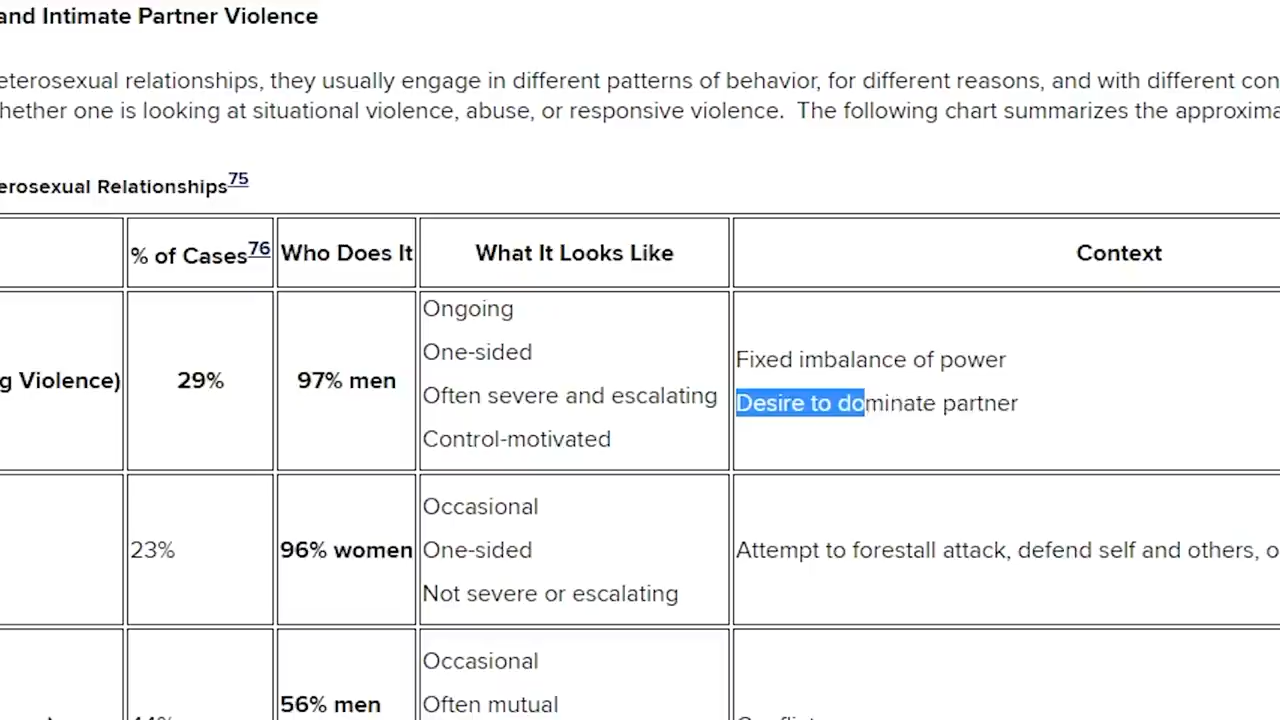 and Intimate Partner Violence
eterosexual relationships, they usually engage in different patterns of behavior, for different reasons, and with different con
hether one is looking at situational violence, abuse, or responsive violence. The following chart summarizes the approxima
erosexual Relationships75
% of Cases76 Who Does It What It Looks Like Context
Ongoing
One-sided
Often severe and escalating
Control-motivated
g Violence) 29% 97% men
Fixed imbalance of power
Desire to dominate partner
Occasional
One-sided
Not severe or escalating
23% 96% women
Attempt to forestall attack, defend self and others, o
Occasional
Often mutual
56% men